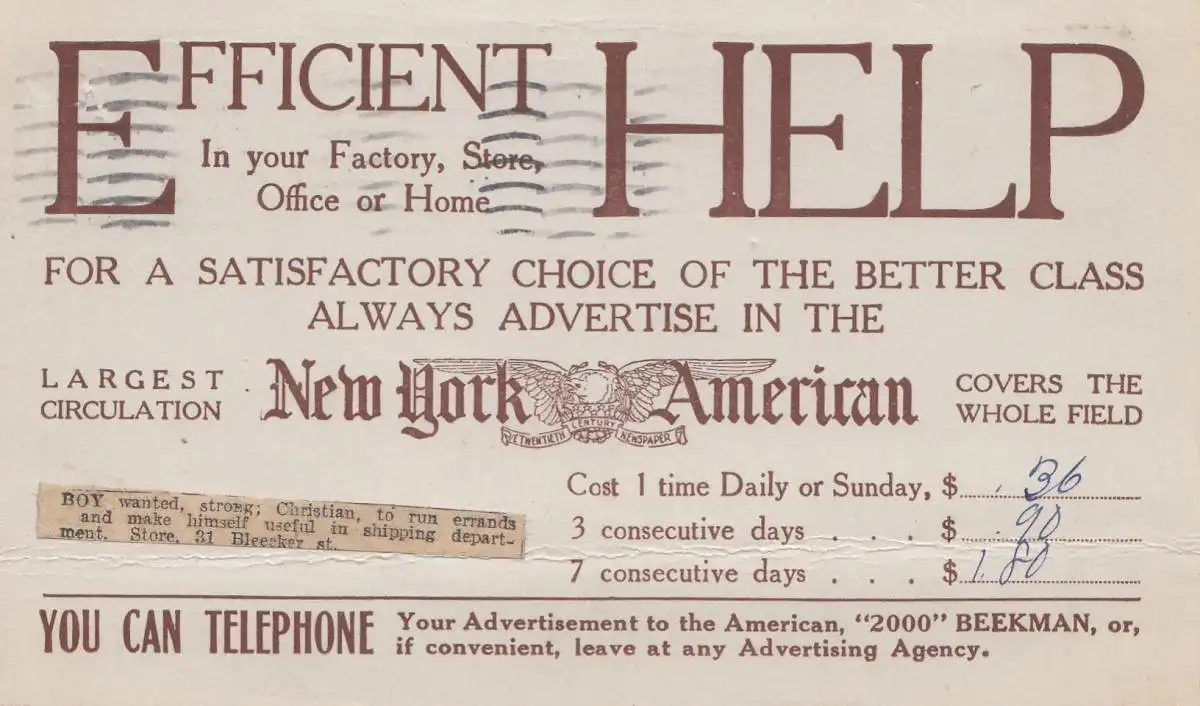 EFFICIENT HELP
In your Factory, Store,
Office or Home
FOR A SATISFACTORY CHOICE OF THE BETTER CLASS
ALWAYS ADVERTISE IN THE
LARGEST
CIRCULATION
New York American
TWENTIETH CENTURY NEWSPAPER
COVERS THE
WHOLE FIELD
BOY wanted, strong; Christian, to run errands
and make himself useful in shipping depart-
ment. Store, 31 Bleecker st.
Cost 1 time Daily or Sunday, $ .36
3 consecutive days . . . $ .90
7 consecutive days . . . $ 1.80
YOU CAN TELEPHONE
Your Advertisement to the American, "2000" BEEKMAN, or,
if convenient, leave at any Advertising Agency.